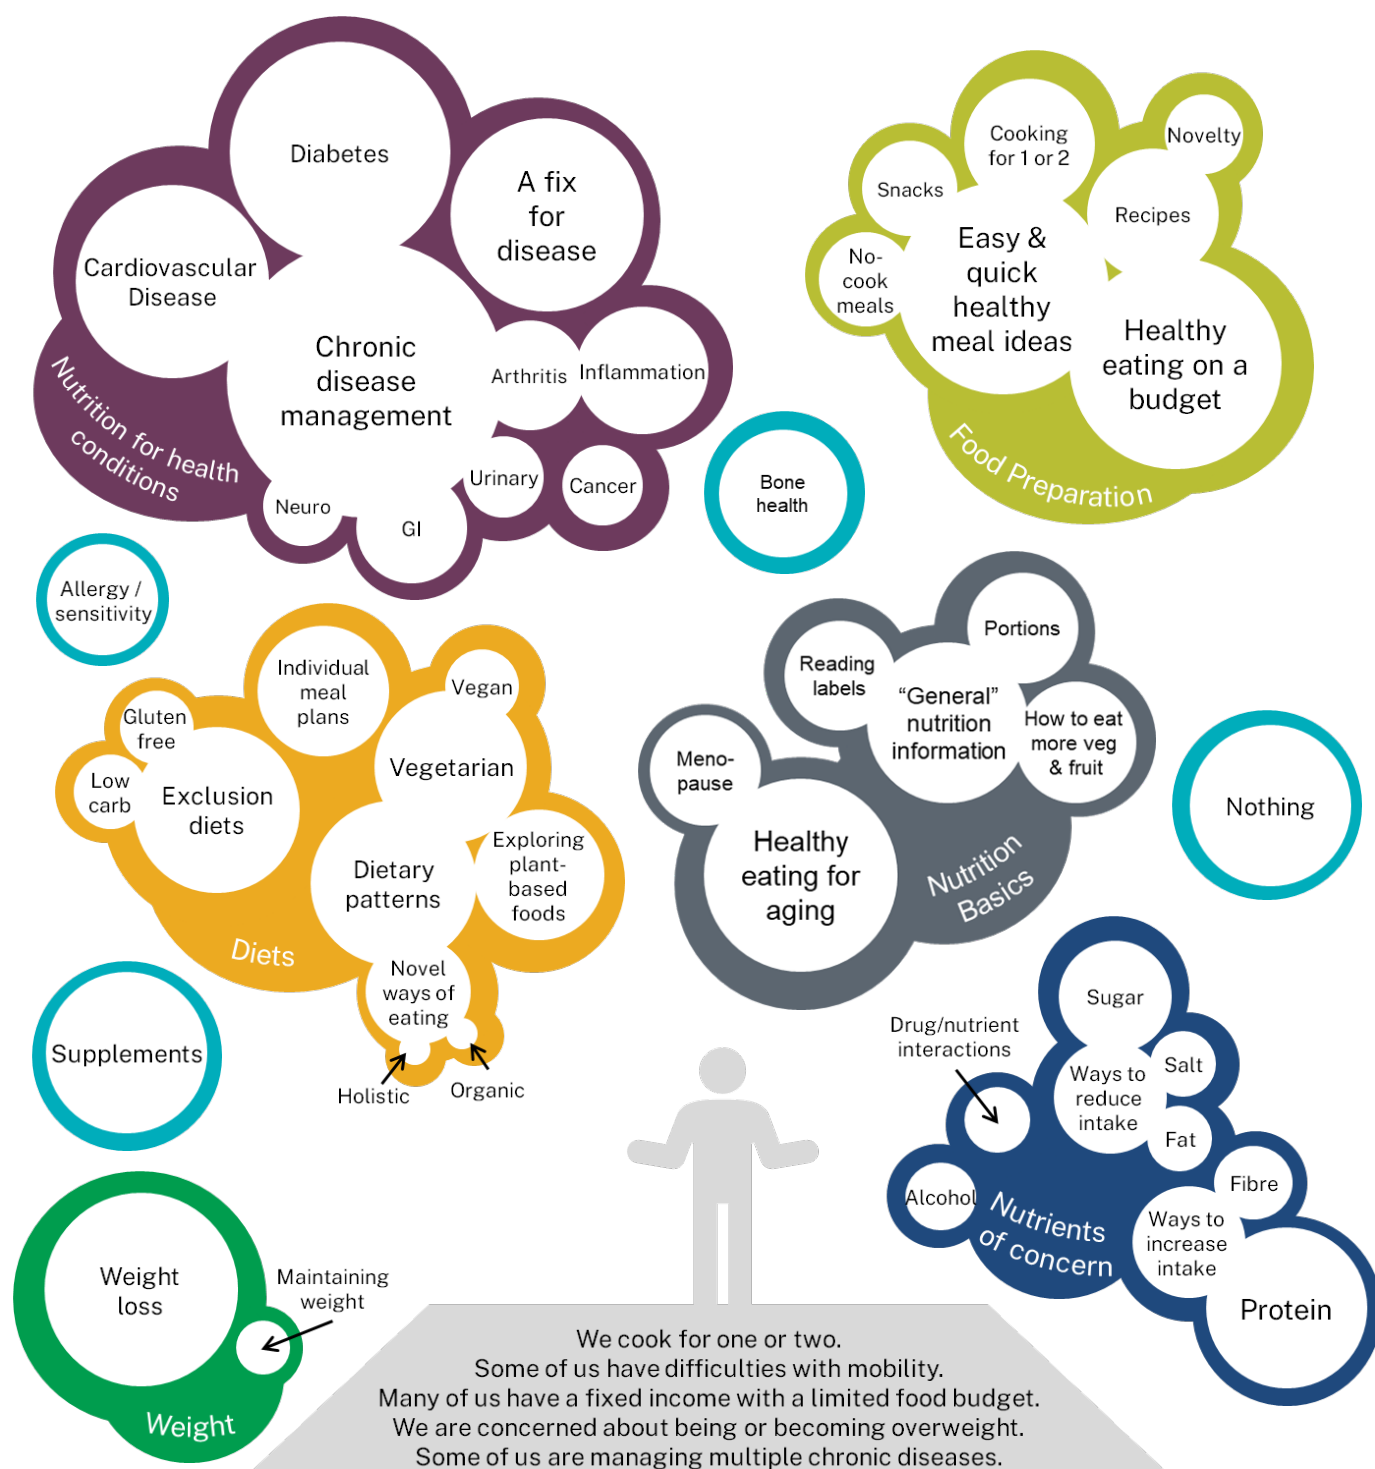 Diabetes
A fix
for
disease
Cardiovascular
Disease
Chronic
disease
management
Arthritis
Inflammation
Nutrition for health
conditions
Urinary
Cancer
Neuro
GI
Cooking
for 1 or 2
Novelty
Snacks
Recipes
No-
cook
meals
Easy &
quick
healthy
meal ideas
Healthy
eating on a
budget
Food Preparation
Bone
health
Allergy /
sensitivity
Individual
meal
plans
Vegan
Gluten
free
Low
carb
Exclusion
diets
Vegetarian
Dietary
patterns
Exploring
plant-
based
foods
Diets
Novel
ways of
eating
Holistic
Organic
Portions
Reading
labels
“General”
nutrition
information
How to eat
more veg
& fruit
Meno-
pause
Healthy
eating for
aging
Nutrition
Basics
Nothing
Supplements
Sugar
Drug/nutrient
interactions
Ways to
reduce
intake
Salt
Fat
Alcohol
Nutrients
of concern
Fibre
Ways to
increase
intake
Protein
Weight
loss
Maintaining
weight
Weight
We cook for one or two.
Some of us have difficulties with mobility.
Many of us have a fixed income with a limited food budget.
We are concerned about being or becoming overweight.
Some of us are managing multiple chronic diseases.